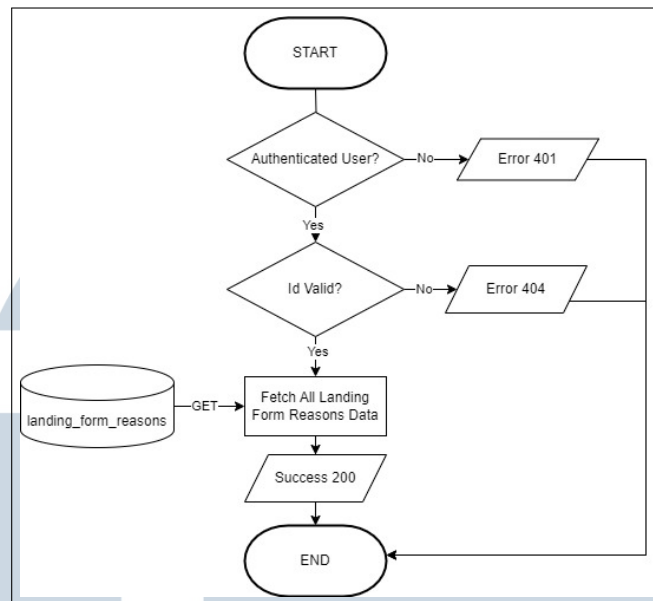 START
Authenticated User?
No
Error 401
Yes
Id Valid?
No
Error 404
Yes
landing_form_reasons
GET
Fetch All Landing
Form Reasons Data
Success 200
END